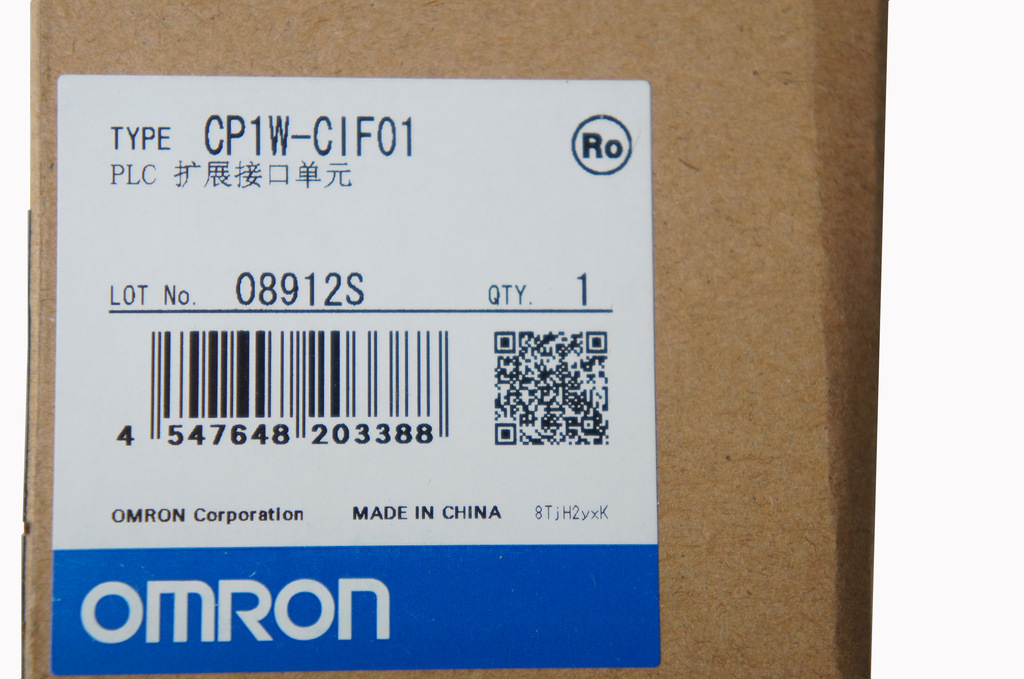 TYPE CP1W-CIF01
Ro
PLC 扩展接口单元
LOT No. 08912S QTY. 1
4 547648 203388
OMRON Corporation MADE IN CHINA 8TjH2yxK
OMRON